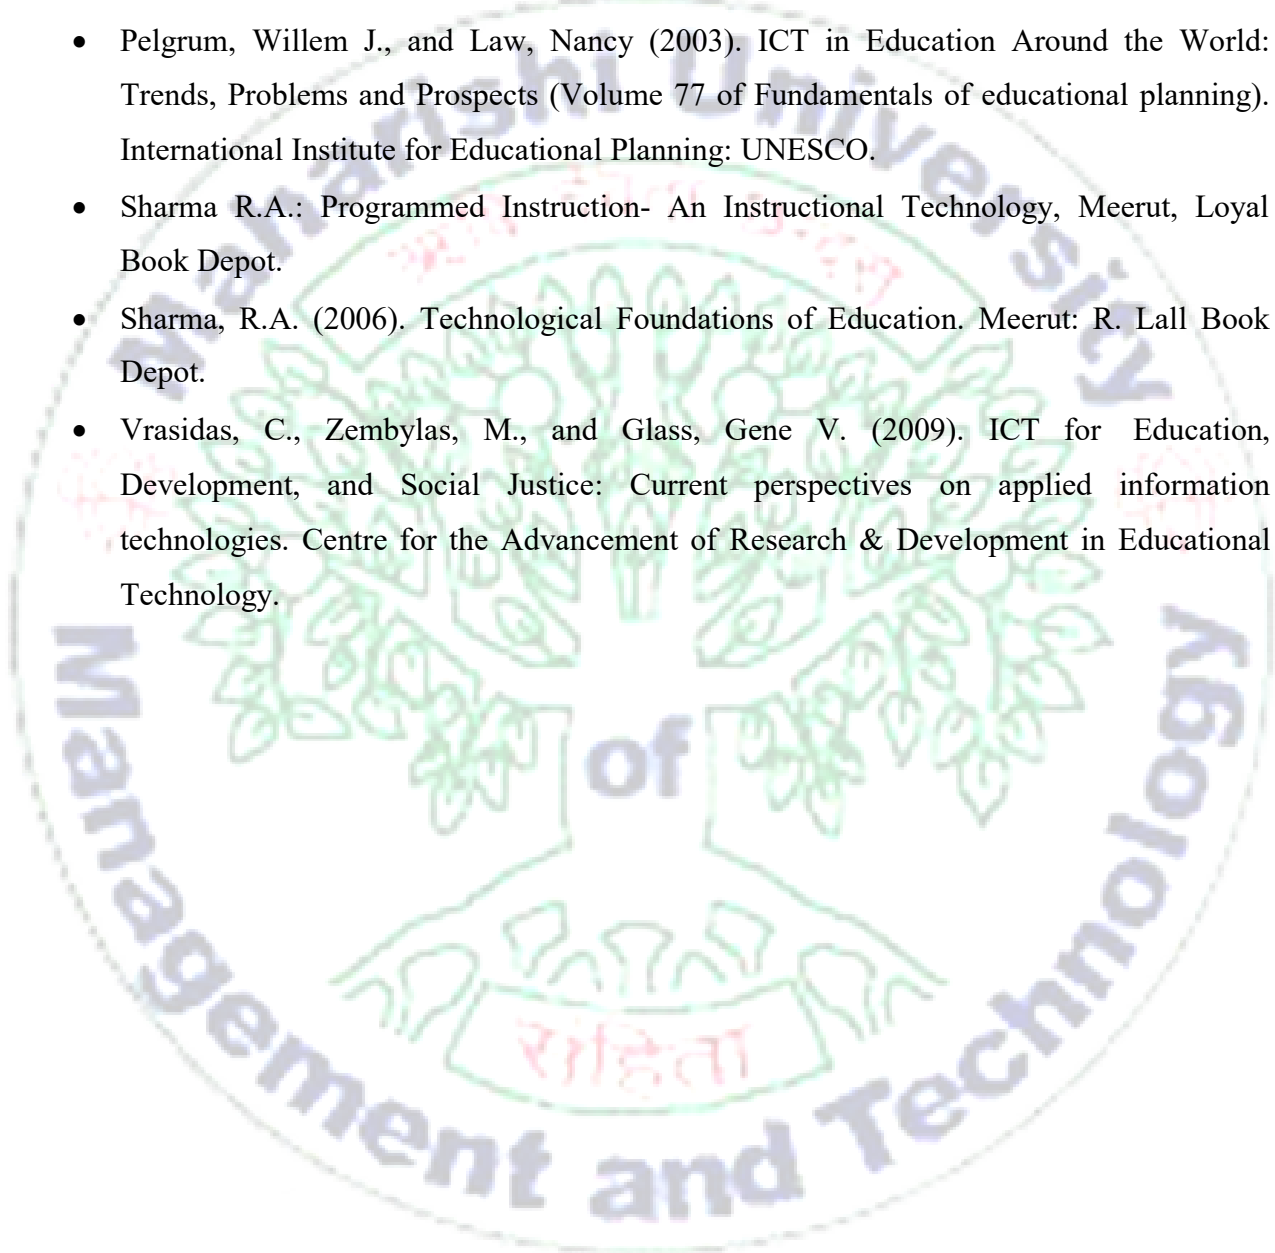 • Pelgrum, Willem J., and Law, Nancy (2003). ICT in Education Around the World:
Trends, Problems and Prospects (Volume 77 of Fundamentals of educational planning).
International Institute for Educational Planning: UNESCO.
• Sharma R.A.: Programmed Instruction- An Instructional Technology, Meerut, Loyal
Book Depot.
• Sharma, R.A. (2006). Technological Foundations of Education. Meerut: R. Lall Book
Depot.
• Vrasidas, C., Zembylas, M., and Glass, Gene V. (2009). ICT for Education,
Development, and Social Justice: Current perspectives on applied information
technologies. Centre for the Advancement of Research & Development in Educational
Technology.
Maharishi University
of
Management and Technology
संहिता